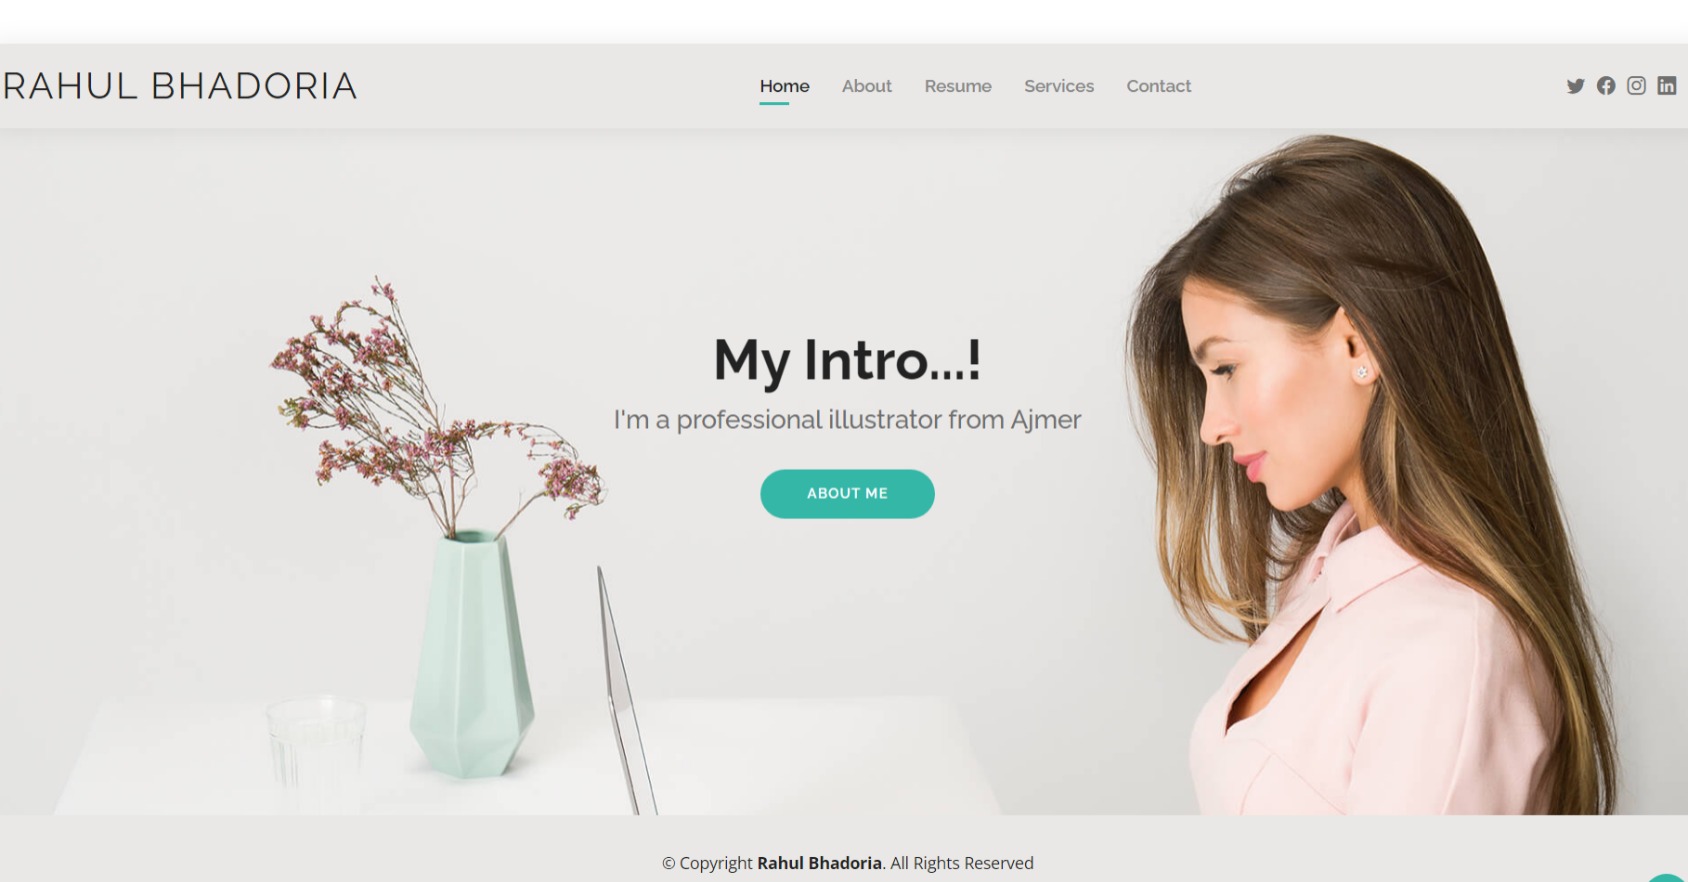 RAHUL BHADORIA
Home About Resume Services Contact
My Intro...!
I'm a professional illustrator from Ajmer
ABOUT ME
© Copyright Rahul Bhadoria. All Rights Reserved